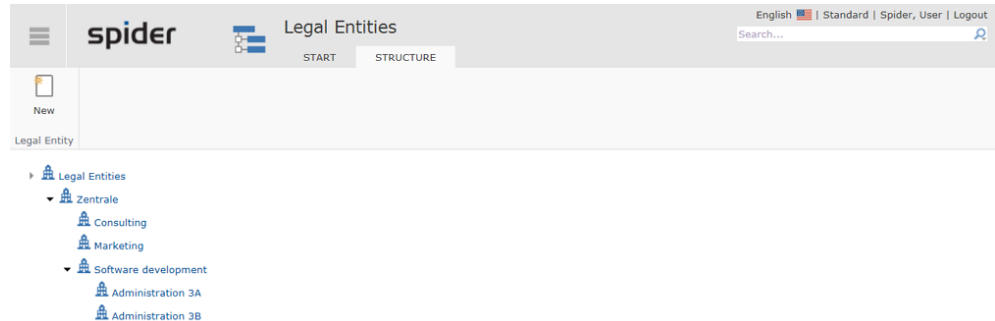 English | Standard | Spider, User | Logout
spider
Legal Entities
Search...
START STRUCTURE
New
Legal Entity
Legal Entities
Zentrale
Consulting
Marketing
Software development
Administration 3A
Administration 3B